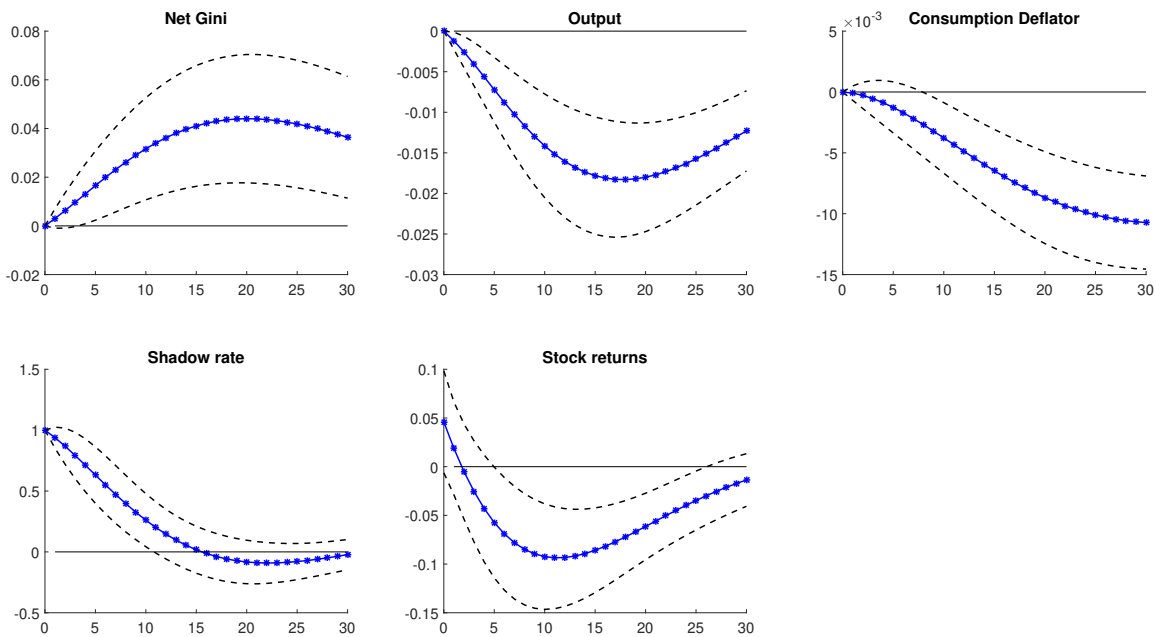 Net Gini
0.08
0.06
0.04
0.02
0
-0.02
0 5 10 15 20 25 30
Output
0
-0.005
-0.01
-0.015
-0.02
-0.025
-0.03
0 5 10 15 20 25 30
×10⁻³ Consumption Deflator
5
0
-5
-10
-15
0 5 10 15 20 25 30
Shadow rate
1.5
1
0.5
0
-0.5
0 5 10 15 20 25 30
Stock returns
0.1
0.05
0
-0.05
-0.1
-0.15
0 5 10 15 20 25 30